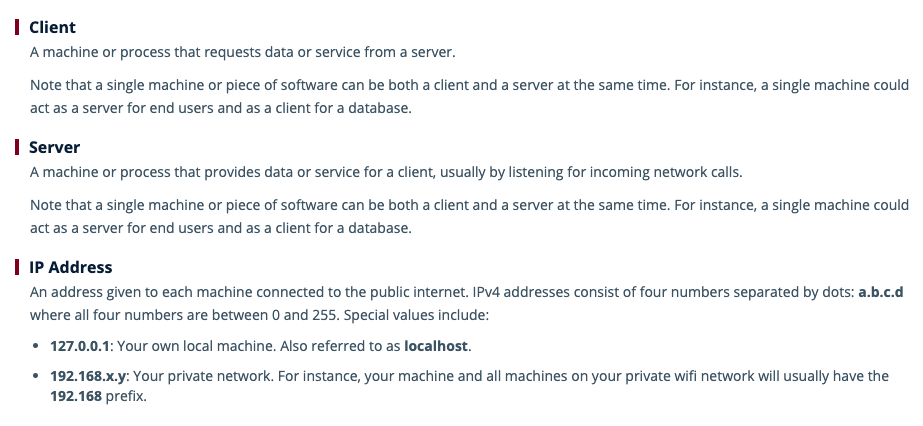 Client
A machine or process that requests data or service from a server.
Note that a single machine or piece of software can be both a client and a server at the same time. For instance, a single machine could
act as a server for end users and as a client for a database.
Server
A machine or process that provides data or service for a client, usually by listening for incoming network calls.
Note that a single machine or piece of software can be both a client and a server at the same time. For instance, a single machine could
act as a server for end users and as a client for a database.
IP Address
An address given to each machine connected to the public internet. IPv4 addresses consist of four numbers separated by dots: a.b.c.d
where all four numbers are between 0 and 255. Special values include:
• 127.0.0.1: Your own local machine. Also referred to as localhost.
• 192.168.x.y: Your private network. For instance, your machine and all machines on your private wifi network will usually have the
192.168 prefix.